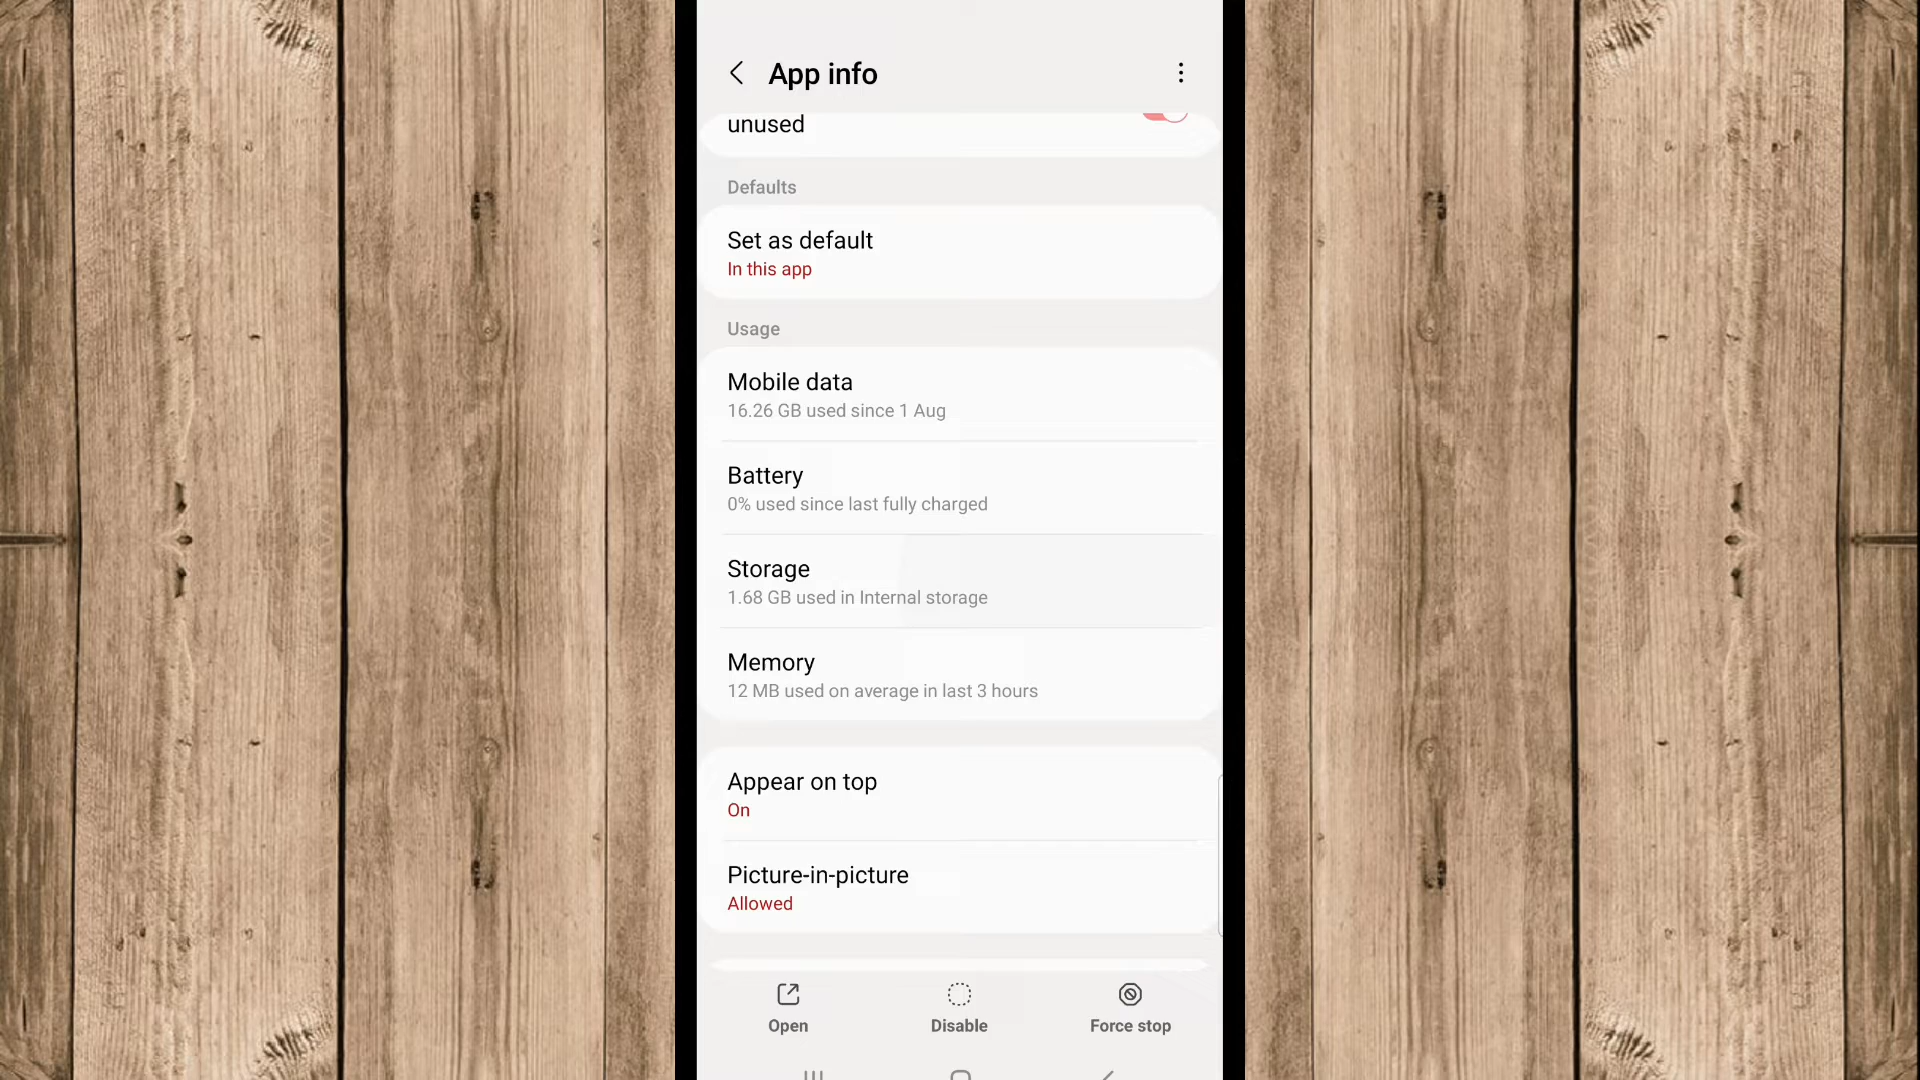 App info
unused
Defaults
Set as default
In this app
Usage
Mobile data
16.26 GB used since 1 Aug
Battery
0% used since last fully charged
Storage
1.68 GB used in Internal storage
Memory
12 MB used on average in last 3 hours
Appear on top
On
Picture-in-picture
Allowed
Open
Disable
Force stop